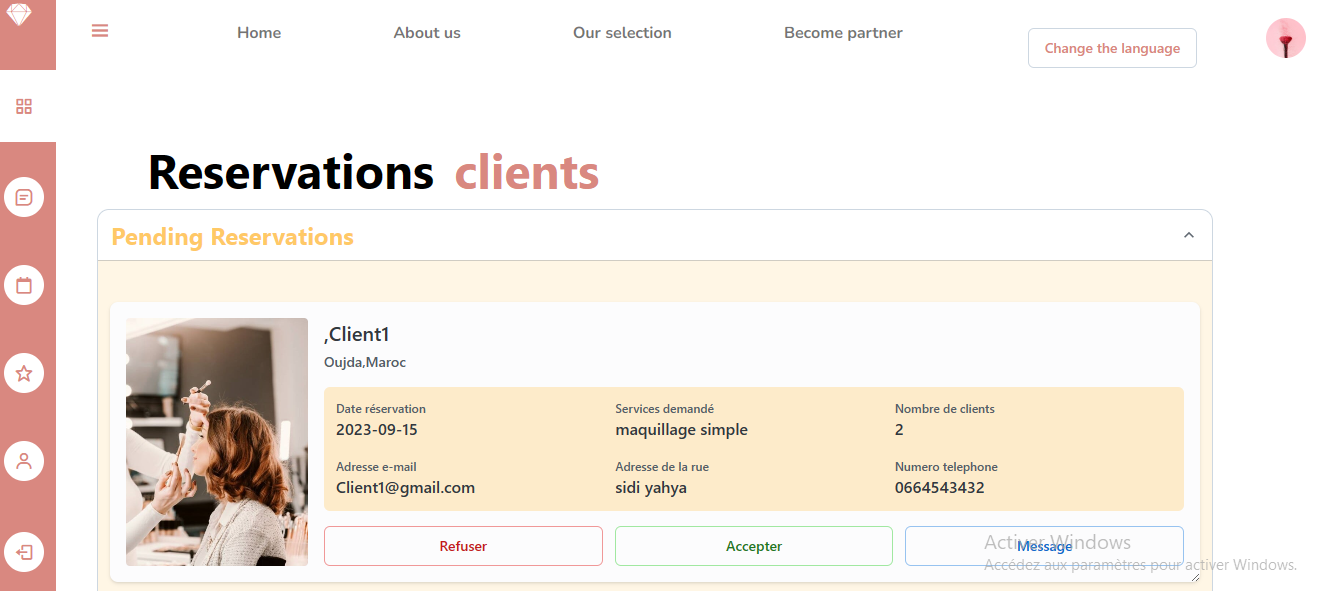 Home
About us
Our selection
Become partner
Change the language
Reservations clients
Pending Reservations
,Client1
Oujda,Maroc
Date réservation
2023-09-15
Services demandé
maquillage simple
Nombre de clients
2
Adresse e-mail
Client1@gmail.com
Adresse de la rue
sidi yahya
Numero telephone
0664543432
Refuser
Accepter
Message
Activer Windows
Accédez aux paramètres pour activer Windows.